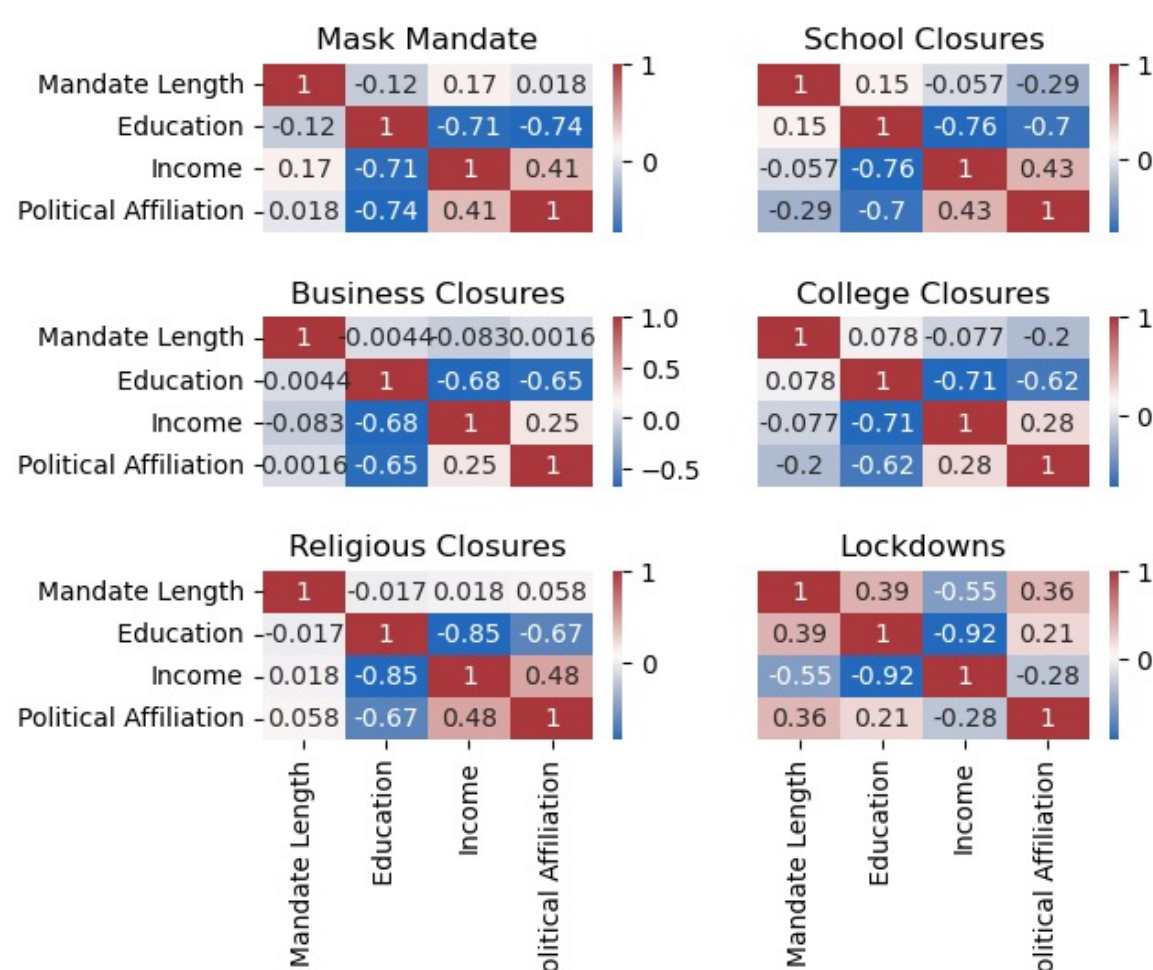 Mask Mandate
School Closures
Mandate Length 1 -0.12 0.17 0.018 1
1 0.15 -0.057 -0.29 1
Education -0.12 1 -0.71 -0.74
0.15 1 -0.76 -0.7
Income 0.17 -0.71 1 0.41 0
-0.057 -0.76 1 0.43 0
Political Affiliation 0.018 -0.74 0.41 1
-0.29 -0.7 0.43 1
Business Closures
College Closures
Mandate Length 1 -0.0044 -0.083 0.0016 1.0
1 0.078 -0.077 -0.2 1
Education -0.0044 1 -0.68 -0.65 0.5
0.078 1 -0.71 -0.62
Income -0.083 -0.68 1 0.25 0.0
-0.077 -0.71 1 0.28 0
Political Affiliation -0.0016 -0.65 0.25 1 −0.5
-0.2 -0.62 0.28 1
Religious Closures
Lockdowns
Mandate Length 1 -0.017 0.018 0.058 1
1 0.39 -0.55 0.36 1
Education -0.017 1 -0.85 -0.67
0.39 1 -0.92 0.21
Income 0.018 -0.85 1 0.48 0
-0.55 -0.92 1 -0.28 0
Political Affiliation 0.058 -0.67 0.48 1
0.36 0.21 -0.28 1
Mandate Length
Education
Income
olitical Affiliation
Mandate Length
Education
Income
olitical Affiliation